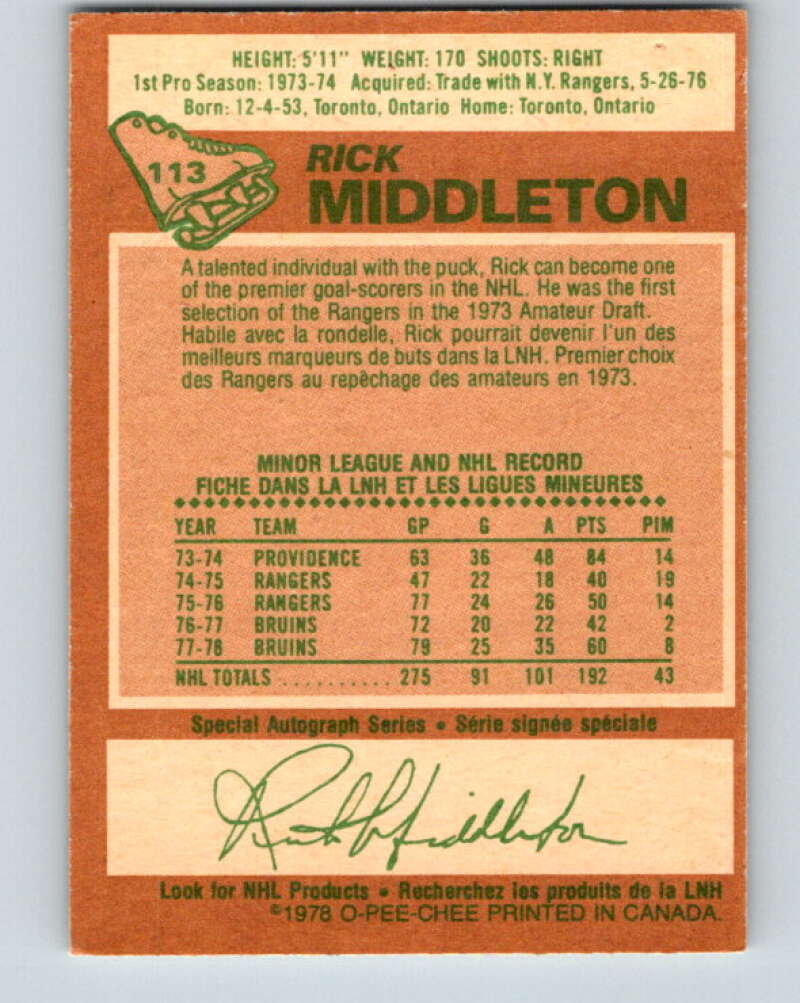 HEIGHT: 5'11" WEIGHT: 170 SHOOTS: RIGHT
1st Pro Season: 1973-74 Acquired: Trade with N.Y. Rangers, 5-26-76
Born: 12-4-53, Toronto, Ontario Home: Toronto, Ontario
113
RICK
MIDDLETON
A talented individual with the puck, Rick can become one
of the premier goal-scorers in the NHL. He was the first
selection of the Rangers in the 1973 Amateur Draft.
Habile avec la rondelle, Rick pourrait devenir l'un des
meilleurs marqueurs de buts dans la LNH. Premier choix
des Rangers au repêchage des amateurs en 1973.
MINOR LEAGUE AND NHL RECORD
FICHE DANS LA LNH ET LES LIGUES MINEURES
YEAR TEAM GP G A PTS PIM
73-74 PROVIDENCE 63 36 48 84 14
74-75 RANGERS 47 22 18 40 19
75-76 RANGERS 77 24 26 50 14
76-77 BRUINS 72 20 22 42 2
77-78 BRUINS 79 25 35 60 8
NHL TOTALS .......... 275 91 101 192 43
Special Autograph Series • Série signée spéciale
Rick Middleton
Look for NHL Products • Recherchez les produits de la LNH
©1978 O-PEE-CHEE PRINTED IN CANADA.